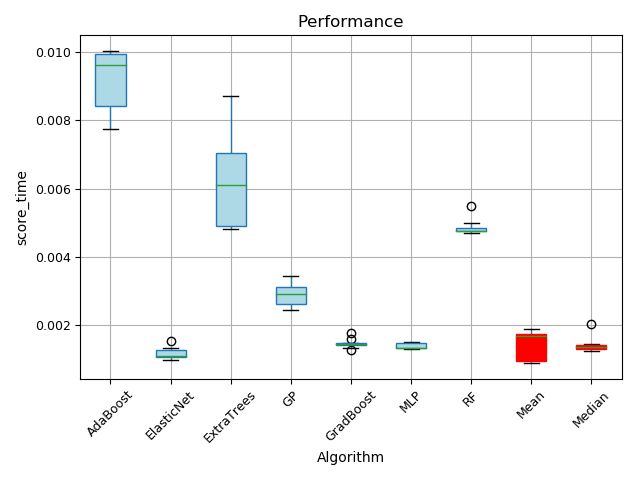 Performance
0.010
0.008
0.006
0.004
0.002
score_time
AdaBoost
ElasticNet
ExtraTrees
GP
GradBoost
MLP
RF
Mean
Median
Algorithm